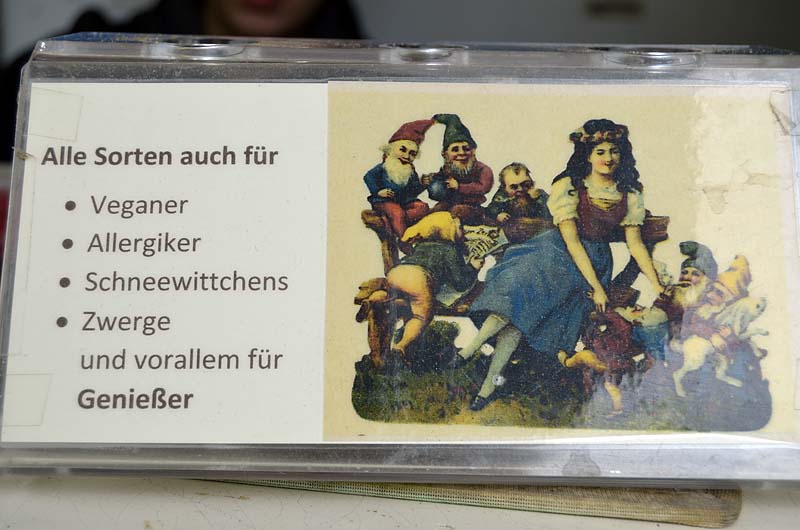 Alle Sorten auch für
• Veganer
• Allergiker
• Schneewittchens
• Zwerge
und vorallem für
Genießer